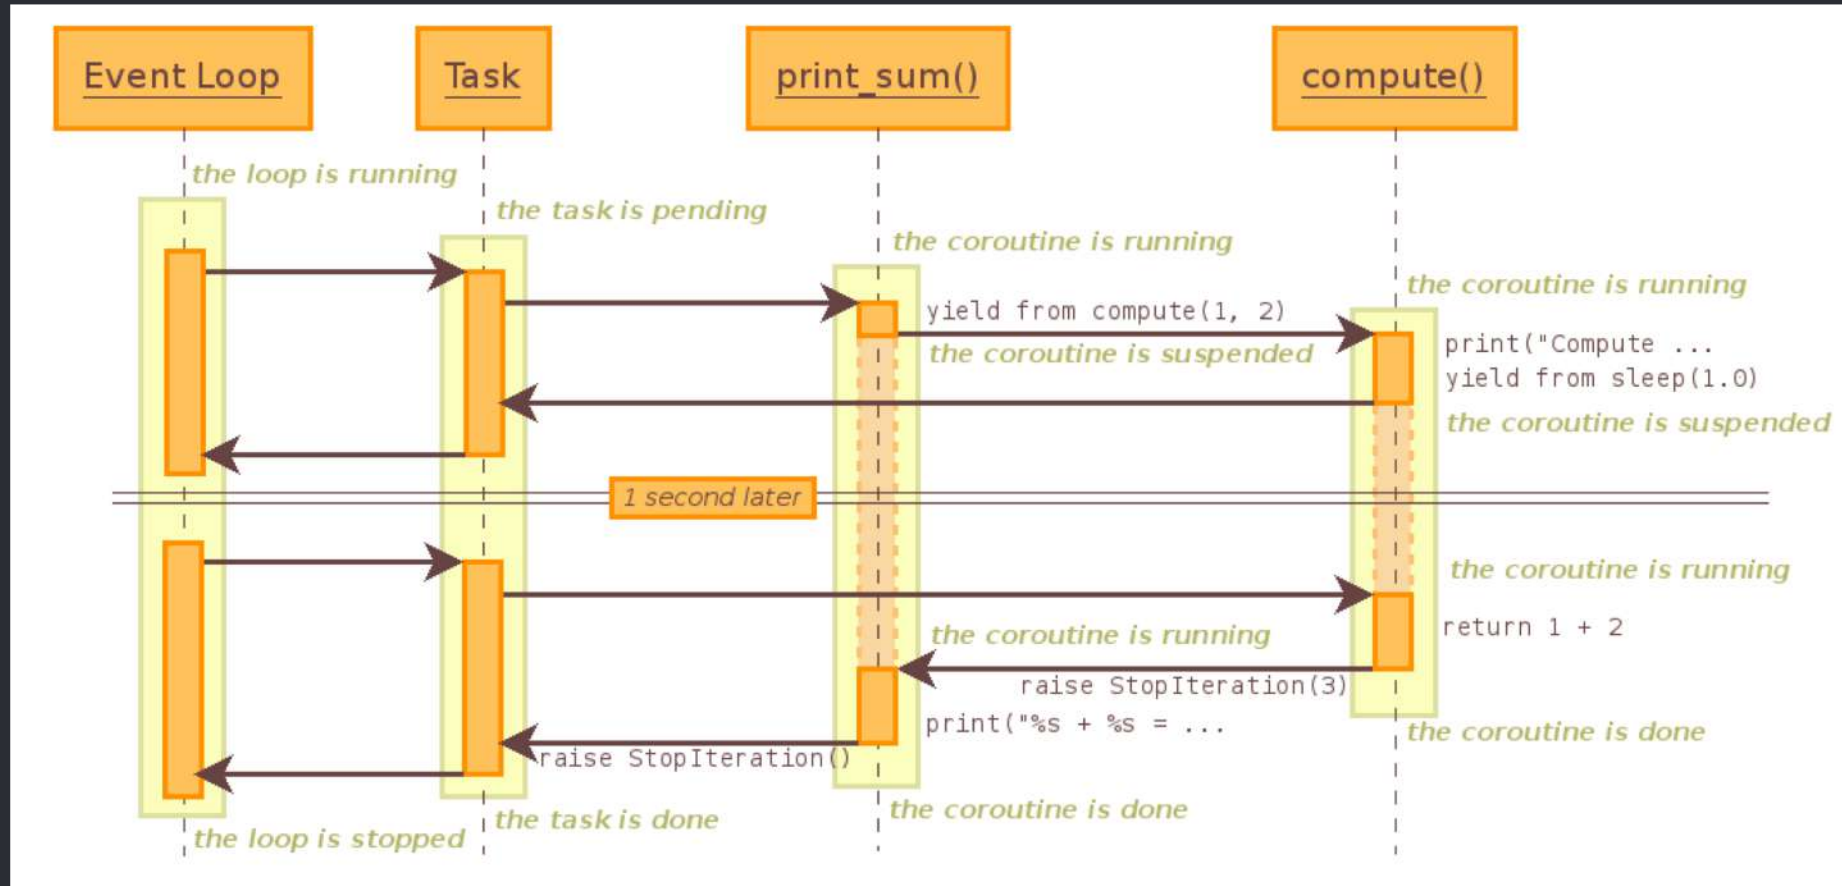 Event Loop
Task
print_sum()
compute()
the loop is running
the task is pending
the coroutine is running
the coroutine is running
yield from compute(1, 2)
print("Compute ...
the coroutine is suspended
yield from sleep(1.0)
the coroutine is suspended
1 second later
the coroutine is running
return 1 + 2
the coroutine is running
raise StopIteration(3)
print("%s + %s = ...
the coroutine is done
raise StopIteration()
the coroutine is done
the task is done
the loop is stopped